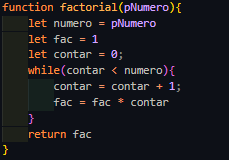 function factorial(pNumero){
    let numero = pNumero
    let fac = 1
    let contar = 0;
    while(contar < numero){
        contar = contar + 1;
        fac = fac * contar
    }
    return fac
}